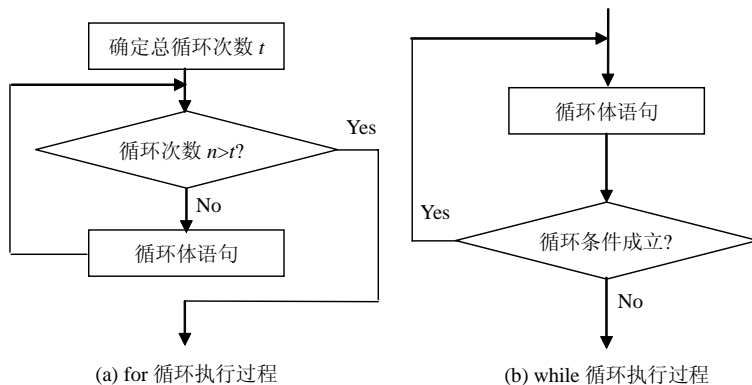 确定总循环次数 t
循环次数 n>t?
Yes
No
循环体语句
(a) for 循环执行过程
循环体语句
Yes
循环条件成立?
No
(b) while 循环执行过程